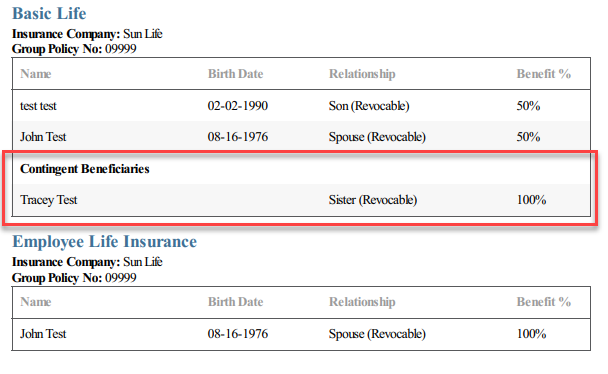 Basic Life
Insurance Company: Sun Life
Group Policy No: 09999
Name Birth Date Relationship Benefit %
test test 02-02-1990 Son (Revocable) 50%
John Test 08-16-1976 Spouse (Revocable) 50%
Contingent Beneficiaries
Tracey Test Sister (Revocable) 100%
Employee Life Insurance
Insurance Company: Sun Life
Group Policy No: 09999
Name Birth Date Relationship Benefit %
John Test 08-16-1976 Spouse (Revocable) 100%